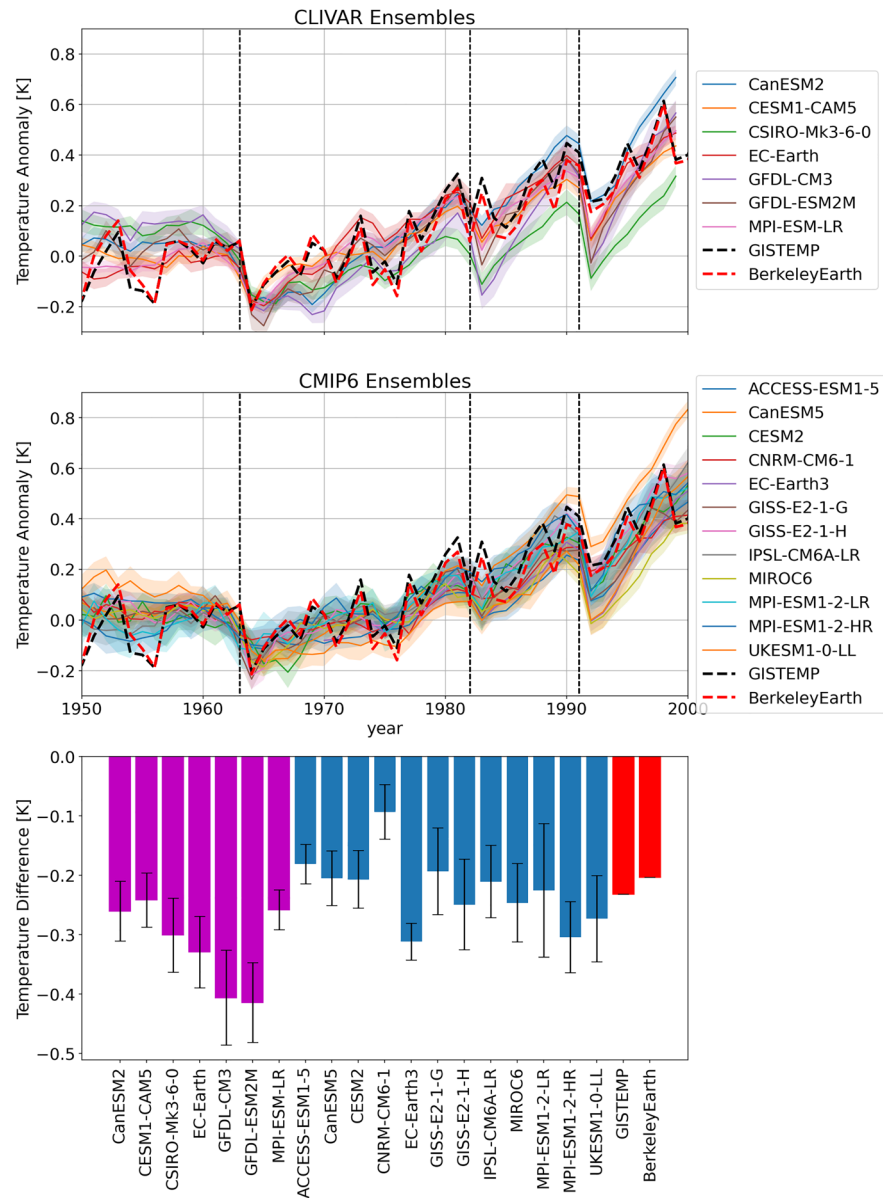 CLIVAR Ensembles
Temperature Anomaly [K]
0.8
0.6
0.4
0.2
0.0
−0.2
1950
1960
1970
1980
1990
2000
CanESM2
CESM1-CAM5
CSIRO-Mk3-6-0
EC-Earth
GFDL-CM3
GFDL-ESM2M
MPI-ESM-LR
GISTEMP
BerkeleyEarth
CMIP6 Ensembles
Temperature Anomaly [K]
0.8
0.6
0.4
0.2
0.0
−0.2
1950
1960
1970
1980
1990
2000
year
ACCESS-ESM1-5
CanESM5
CESM2
CNRM-CM6-1
EC-Earth3
GISS-E2-1-G
GISS-E2-1-H
IPSL-CM6A-LR
MIROC6
MPI-ESM1-2-LR
MPI-ESM1-2-HR
UKESM1-0-LL
GISTEMP
BerkeleyEarth
Temperature Difference [K]
0.0
−0.1
−0.2
−0.3
−0.4
−0.5
CanESM2
CESM1-CAM5
CSIRO-Mk3-6-0
EC-Earth
GFDL-CM3
GFDL-ESM2M
MPI-ESM-LR
ACCESS-ESM1-5
CanESM5
CESM2
CNRM-CM6-1
EC-Earth3
GISS-E2-1-G
GISS-E2-1-H
IPSL-CM6A-LR
MIROC6
MPI-ESM1-2-LR
MPI-ESM1-2-HR
UKESM1-0-LL
GISTEMP
BerkeleyEarth